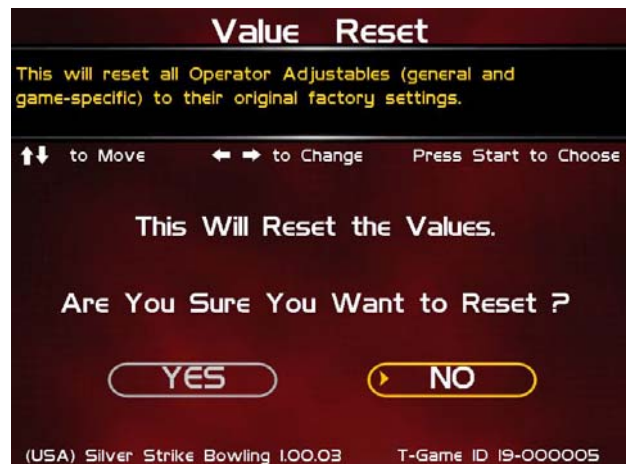 Value Reset
This will reset all Operator Adjustables (general and
game-specific) to their original factory settings.
to Move to Change Press Start to Choose
This Will Reset the Values.
Are You Sure You Want to Reset ?
YES NO
(USA) Silver Strike Bowling 1.00.03 T-Game ID 19-000005